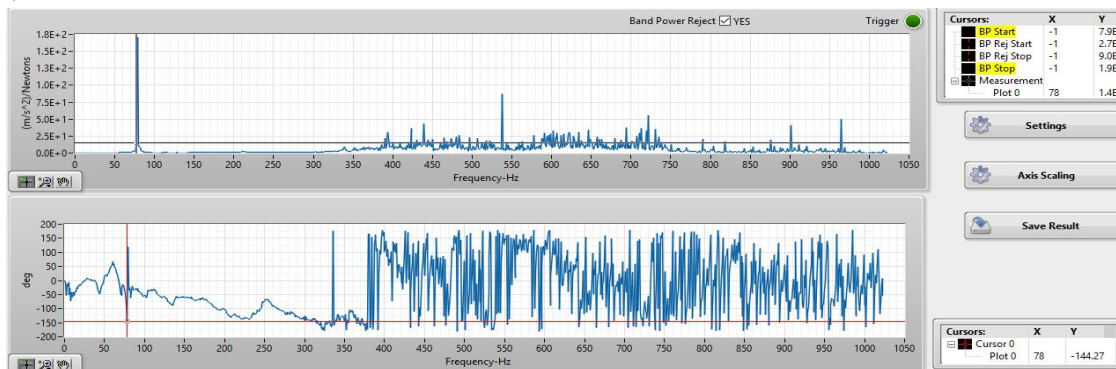 Band Power Reject YES
Trigger
1.8E+2
1.5E+2
1.3E+2
1.0E+2
7.5E+1
5.0E+1
2.5E+1
0.0E+0
(m/s^2)/Newtons
0 50 100 150 200 250 300 350 400 450 500 550 600 650 700 750 800 850 900 950 1000 1050
Frequency-Hz
Cursors: X Y
BP Start -1 7.9E
BP Rej Start -1 2.7E
BP Rej Stop -1 9.0E
BP Stop -1 1.9E
Measurement
Plot 0 78 1.4E
Settings
Axis Scaling
Save Result
200
150
100
50
0
-50
-100
-150
-200
deg
0 50 100 150 200 250 300 350 400 450 500 550 600 650 700 750 800 850 900 950 1000 1050
Frequency-Hz
Cursors: X Y
Cursor 0
Plot 0 78 -144.27